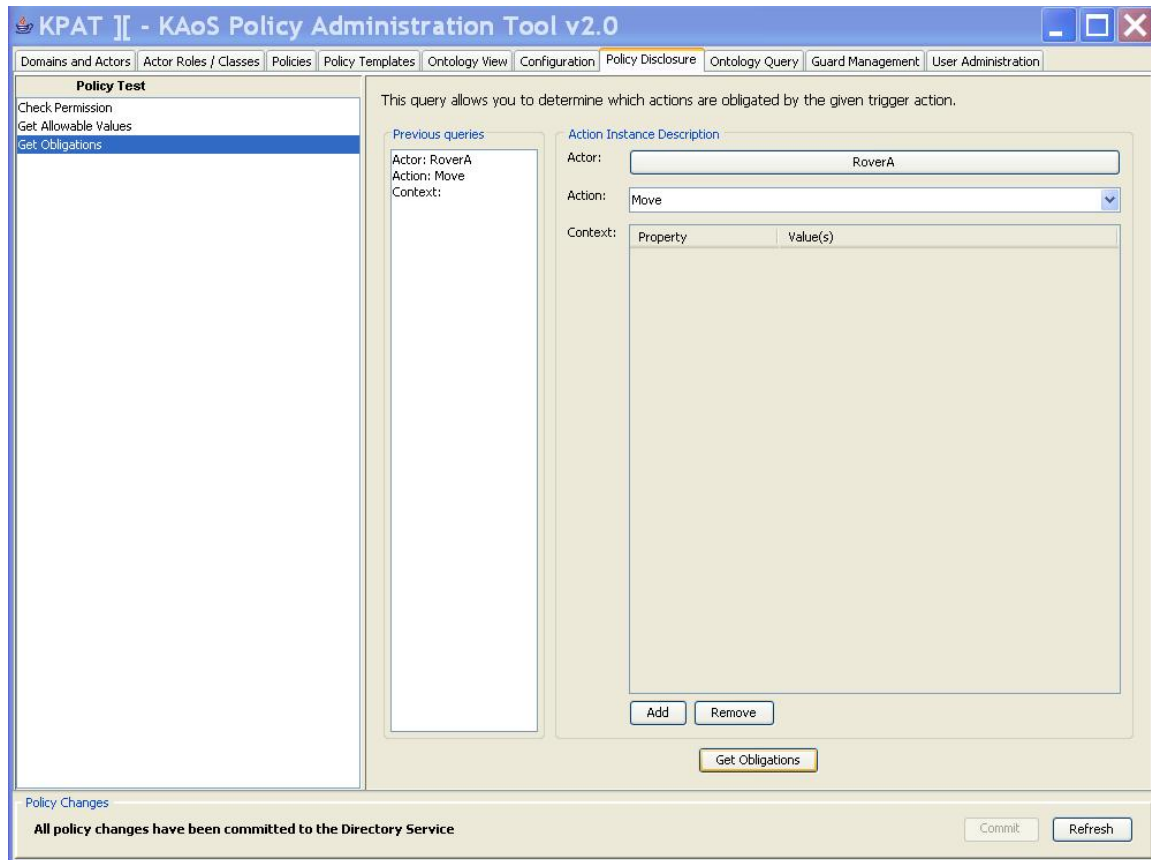 KPAT ][ - KAoS Policy Administration Tool v2.0
Domains and Actors Actor Roles / Classes Policies Policy Templates Ontology View Configuration Policy Disclosure Ontology Query Guard Management User Administration
Policy Test
Check Permission
Get Allowable Values
Get Obligations
This query allows you to determine which actions are obligated by the given trigger action.
Previous queries
Actor: RoverA
Action: Move
Context:
Action Instance Description
Actor: RoverA
Action: Move
Context: Property Value(s)
Add Remove
Get Obligations
Policy Changes
All policy changes have been committed to the Directory Service
Commit Refresh